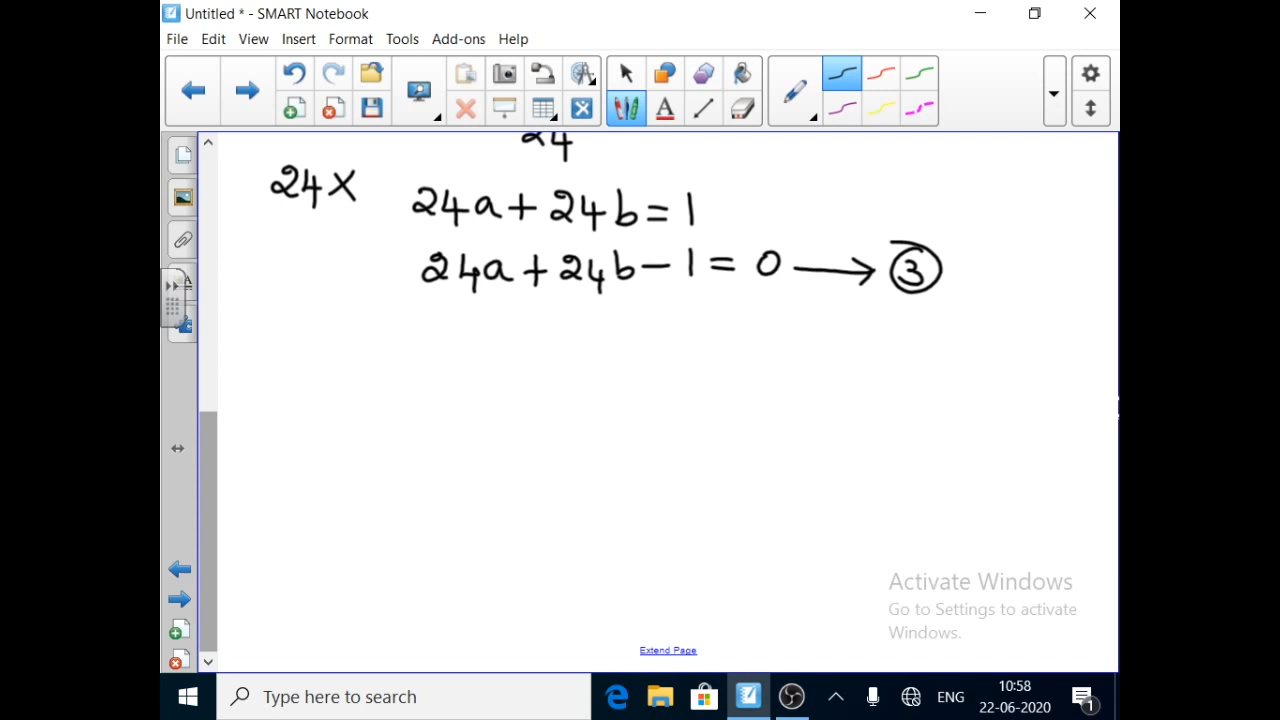 Untitled * - SMART Notebook
File Edit View Insert Format Tools Add-ons Help
24
24X 24a + 24b = 1
24a + 24b - 1 = 0 → ③
Activate Windows
Go to Settings to activate
Windows.
Extend Page
Type here to search
ENG
10:58
22-06-2020
1